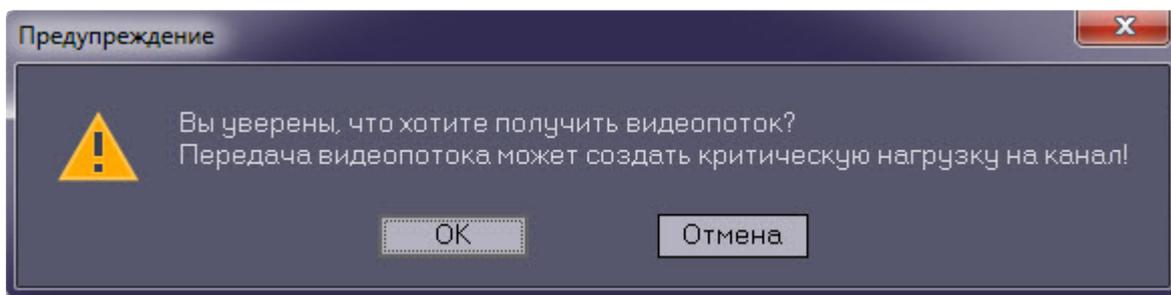 Предупреждение
Вы уверены, что хотите получить видеопоток?
Передача видеопотока может создать критическую нагрузку на канал!
OK
Отмена